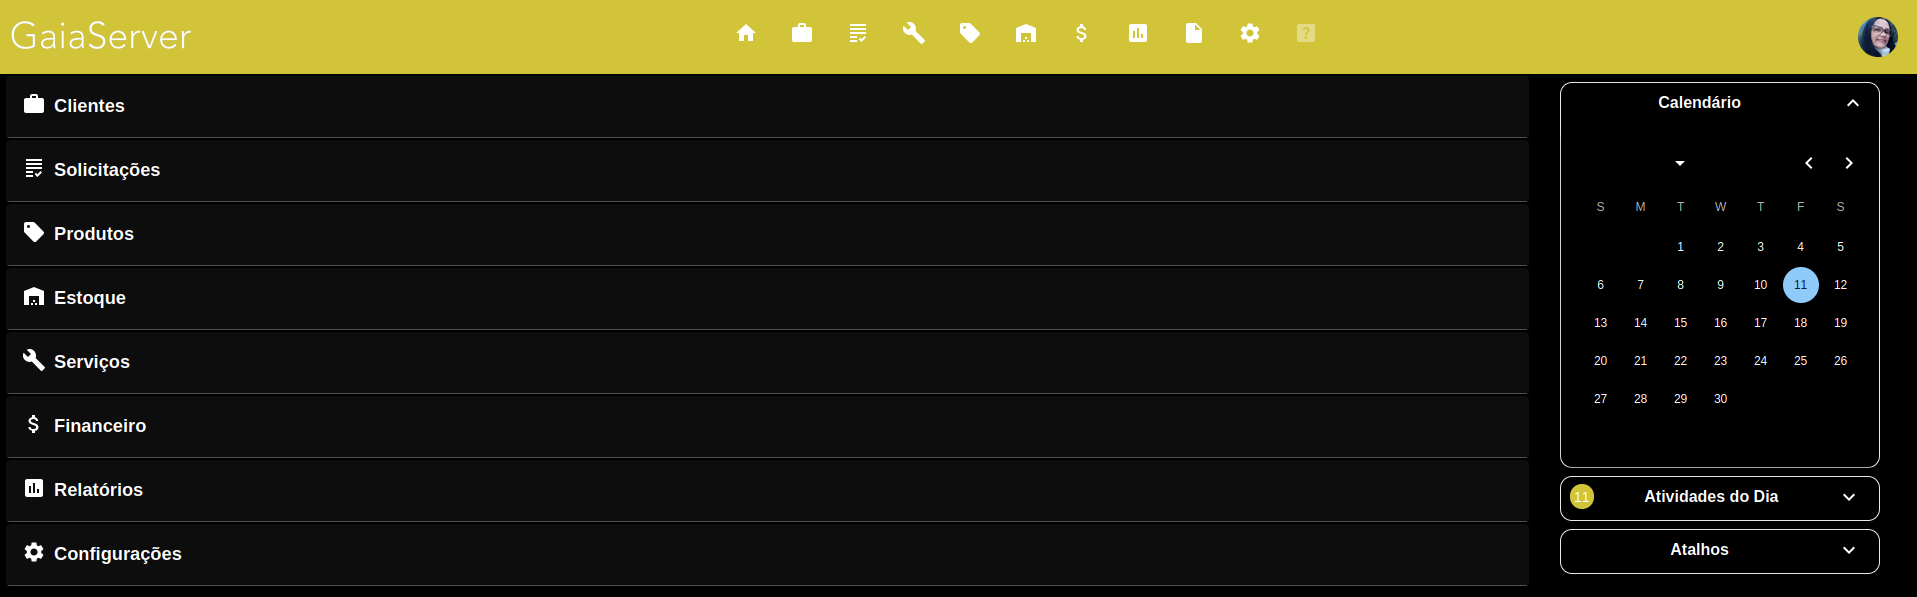 GaiaServer
?
Clientes
Solicitações
Produtos
Estoque
Serviços
$ Financeiro
Relatórios
Configurações
Calendário
S M T W T F S
1 2 3 4 5
6 7 8 9 10 11 12
13 14 15 16 17 18 19
20 21 22 23 24 25 26
27 28 29 30
11 Atividades do Dia
Atalhos